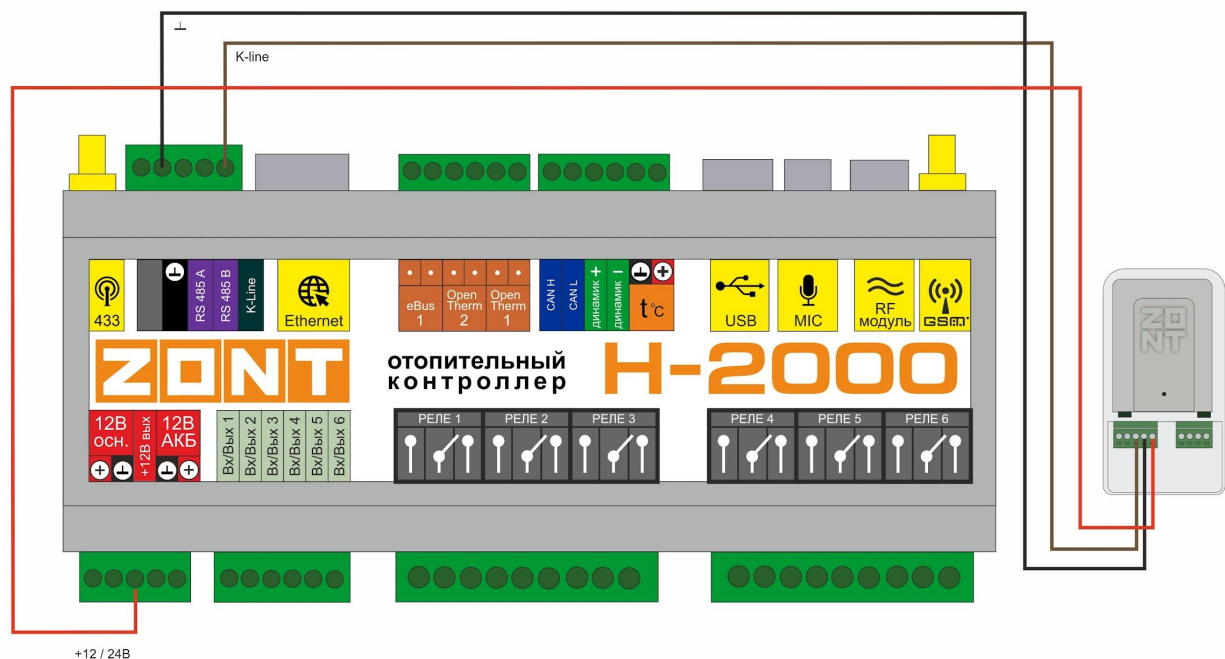 ⊥
K-line
433
⊥
RS 485 A
RS 485 B
K-Line
Ethernet
eBus
1
Open
Therm
2
Open
Therm
1
CAN H
CAN L
динамик +
динамик −
⊥ +
t°C
USB
MIC
RF
модуль
GSM
ZONT
отопительный
контроллер
H-2000
12В
осн.
+ ⊥
+12В вых
12В
АКБ
⊥ +
Вх/Вых 1
Вх/Вых 2
Вх/Вых 3
Вх/Вых 4
Вх/Вых 5
Вх/Вых 6
РЕЛЕ 1
РЕЛЕ 2
РЕЛЕ 3
РЕЛЕ 4
РЕЛЕ 5
РЕЛЕ 6
ZO
NT
+12 / 24В